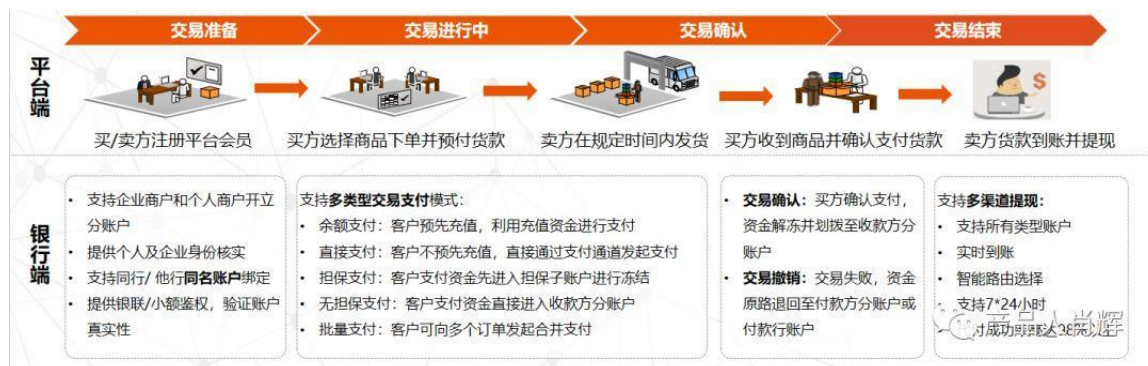 交易准备
交易进行中
交易确认
交易结束
平台端
买/卖方注册平台会员
买方选择商品下单并预付货款
卖方在规定时间内发货
买方收到商品并确认支付货款
卖方货款到账并提现
银行端
• 支持企业商户和个人商户开立
分账户
• 提供个人及企业身份核实
• 支持同行/ 他行同名账户绑定
• 提供银联/小额鉴权，验证账户
真实性
支持多类型交易支付模式：
• 余额支付：客户预先充值，利用充值资金进行支付
• 直接支付：客户不预先充值，直接通过支付通道发起支付
• 担保支付：客户支付资金先进入担保子账户进行冻结
• 无担保支付：客户支付资金直接进入收款方分账户
• 批量支付：客户可向多个订单发起合并支付
• 交易确认：买方确认支付，
资金解冻并划拨至收款方分
账户
• 交易撤销：交易失败，资金
原路退回至付款方分账户或
付款行账户
支持多渠道提现：
• 支持所有类型账户
• 实时到账
• 智能路由选择
• 支持7*24小时
付成功率
达98%
产品人肖辉